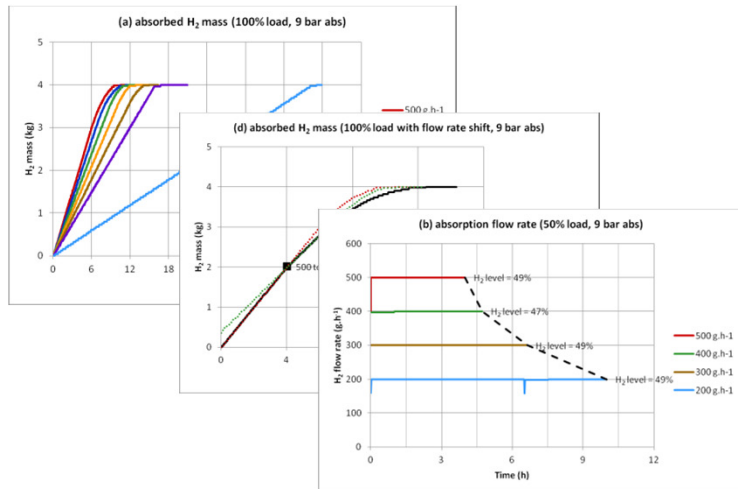 (a) absorbed H₂ mass (100% load, 9 bar abs)
H₂ mass (kg)
5
4
3
2
1
0
0 6 12 18
500 g.h-1
(d) absorbed H₂ mass (100% load with flow rate shift, 9 bar abs)
H₂ mass (kg)
5
4
3
2
1
0
0 4
500 to
(b) absorption flow rate (50% load, 9 bar abs)
H₂ flow rate (g.h¹)
600
500
400
300
200
100
0
0 3 6 9 12
Time (h)
H₂ level = 49%
H₂ level = 47%
H₂ level = 49%
H₂ level = 49%
500 g.h-1
400 g.h-1
300 g.h-1
200 g.h-1